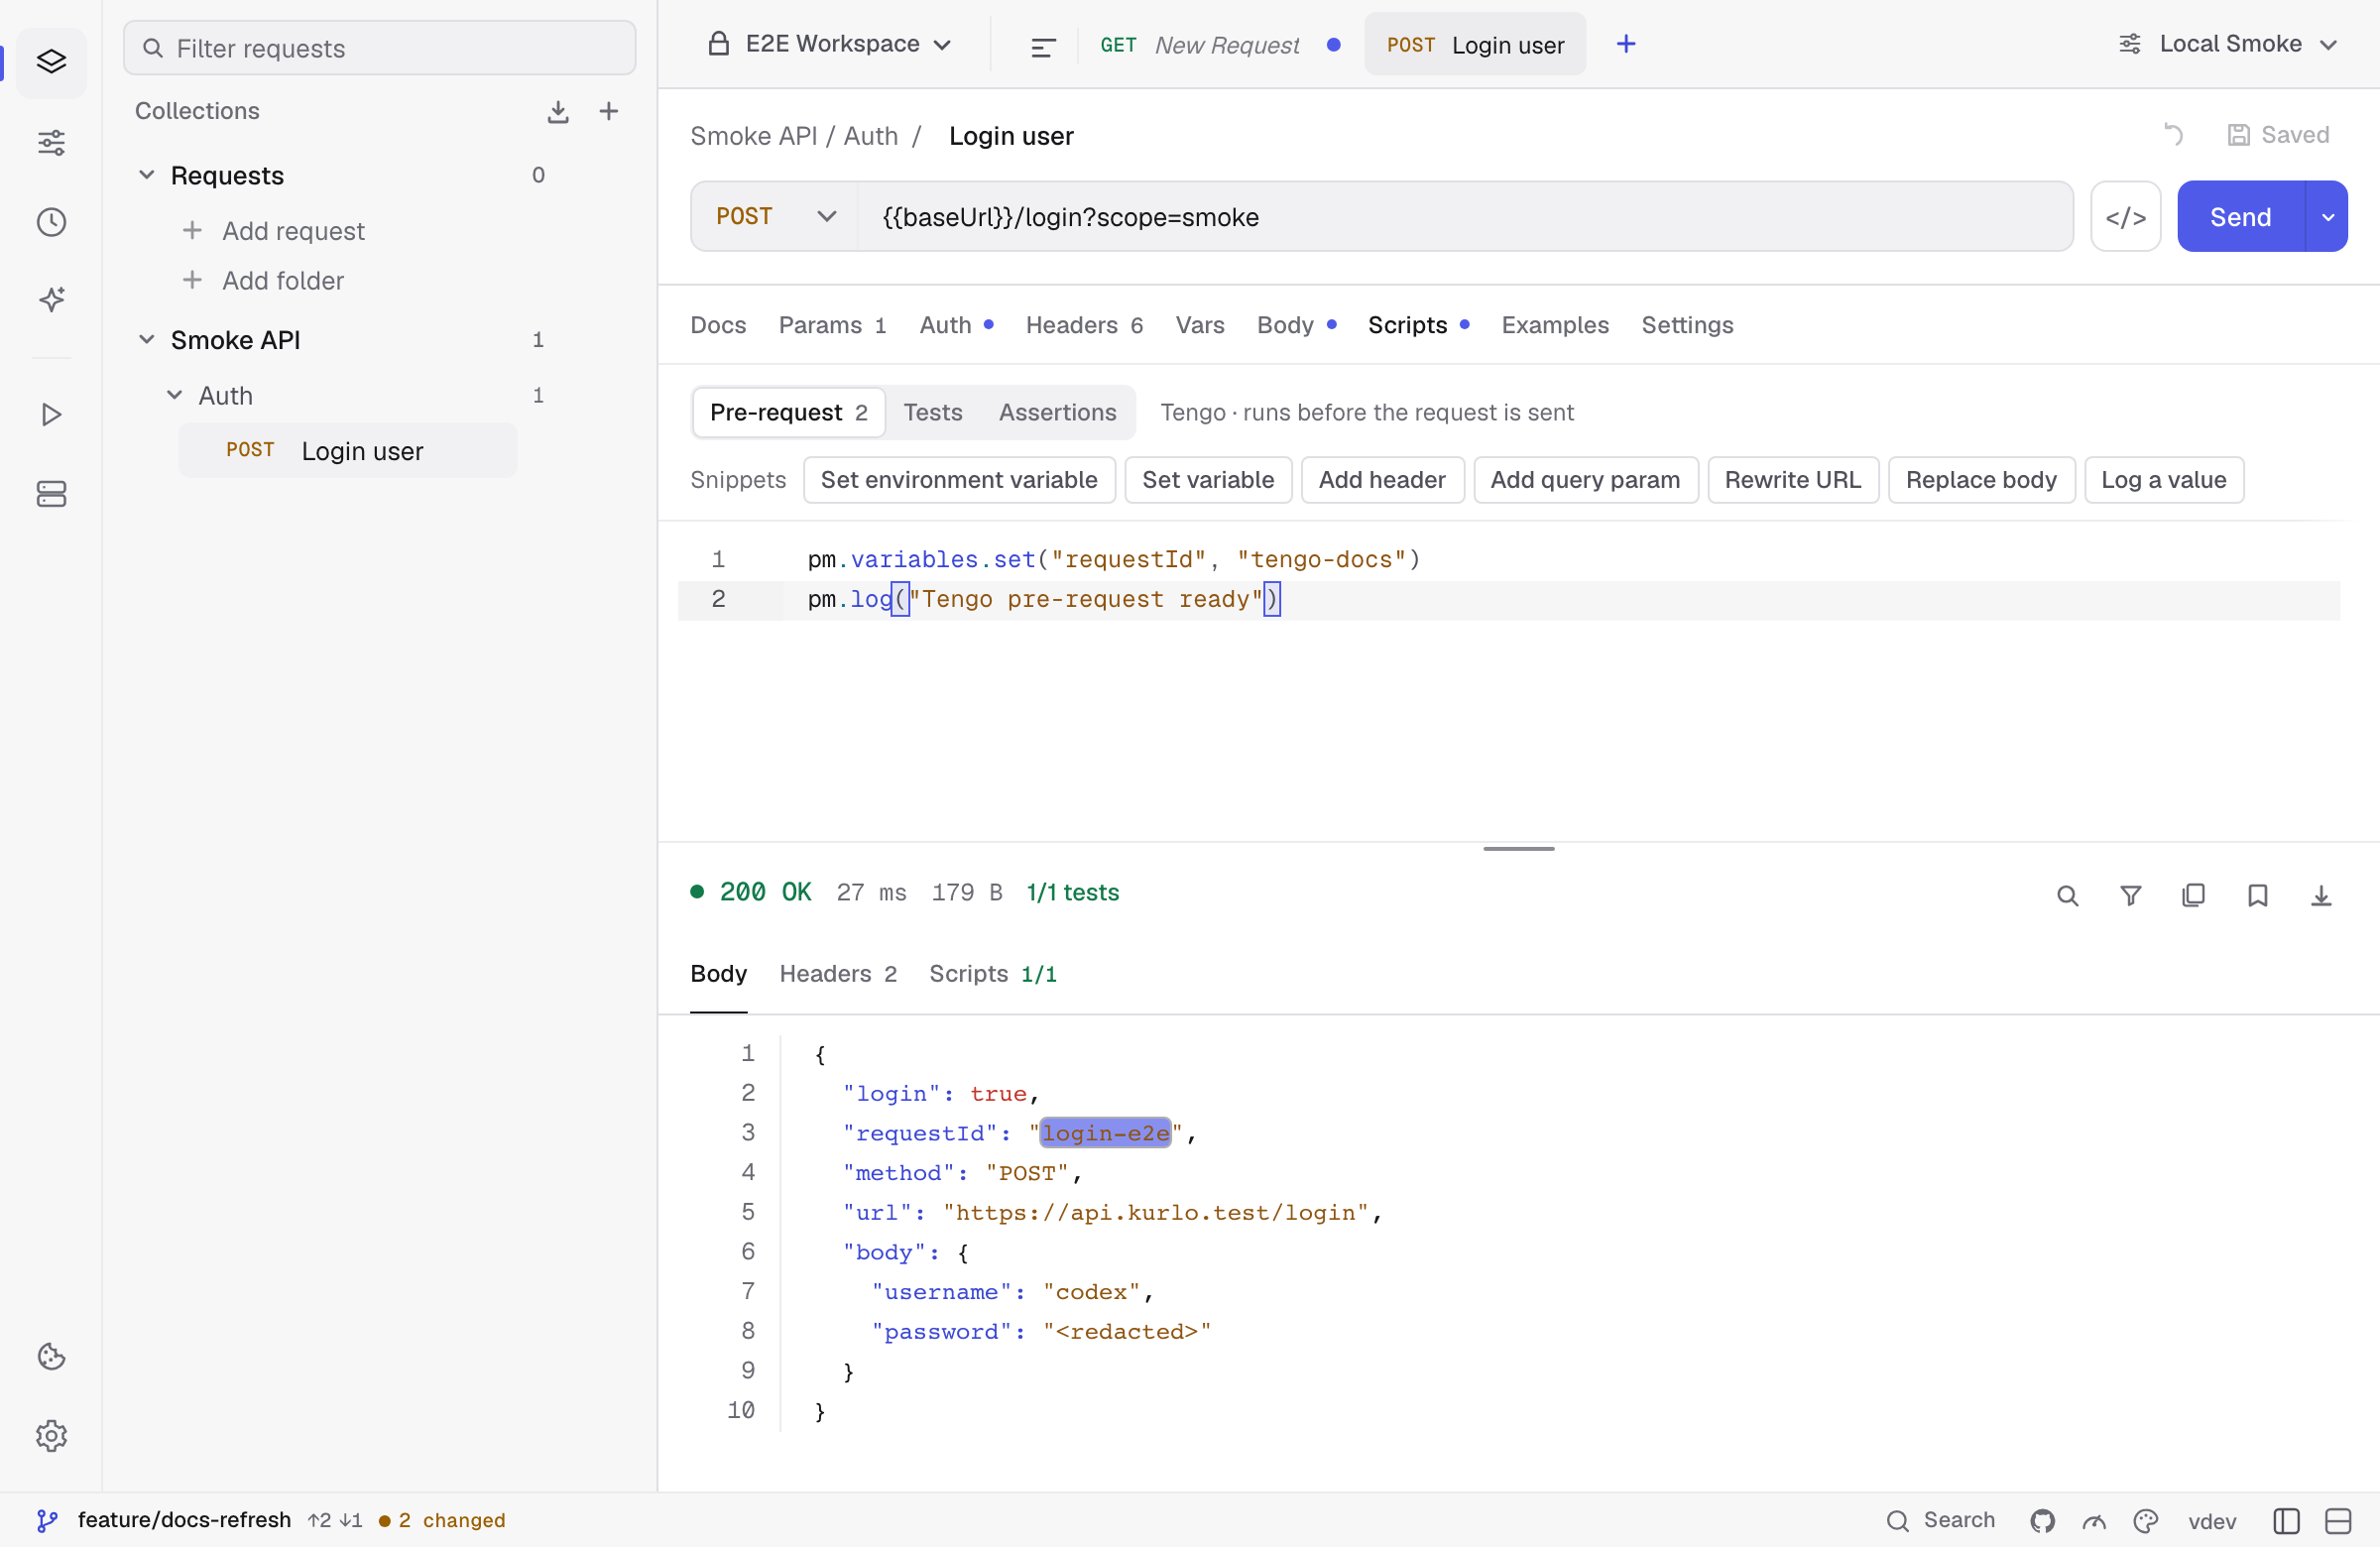 Filter requests
Collections
Requests 0
Add request
Add folder
Smoke API 1
Auth 1
POST Login user
E2E Workspace
GET New Request
POST Login user
Local Smoke
Smoke API / Auth / Login user
Saved
POST {{baseUrl}}/login?scope=smoke
</>
Send
Docs Params 1 Auth Headers 6 Vars Body Scripts Examples Settings
Pre-request 2 Tests Assertions Tengo · runs before the request is sent
Snippets Set environment variable Set variable Add header Add query param Rewrite URL Replace body Log a value
1 pm.variables.set("requestId", "tengo-docs")
2 pm.log("Tengo pre-request ready")
200 OK 27 ms 179 B 1/1 tests
Body Headers 2 Scripts 1/1
1 {
2 "login": true,
3 "requestId": "login-e2e",
4 "method": "POST",
5 "url": "https://api.kurlo.test/login",
6 "body": {
7 "username": "codex",
8 "password": "<redacted>"
9 }
10 }
feature/docs-refresh ↑2 ↓1 2 changed
Search
vdev